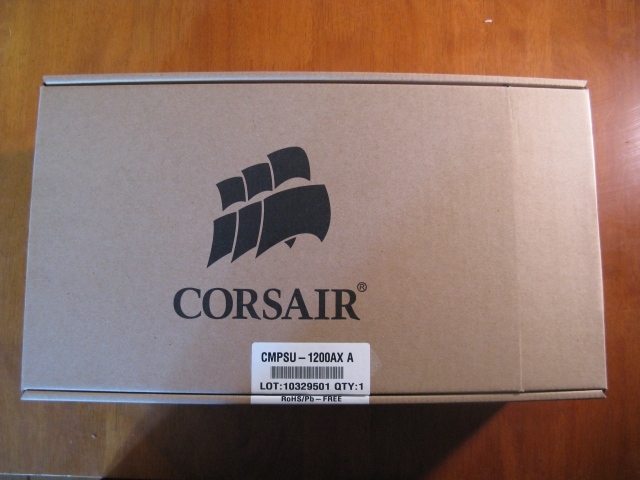 CORSAIR®
CMPSU-1200AX A
LOT:10329501 QTY:1
RoHS/Pb-FREE